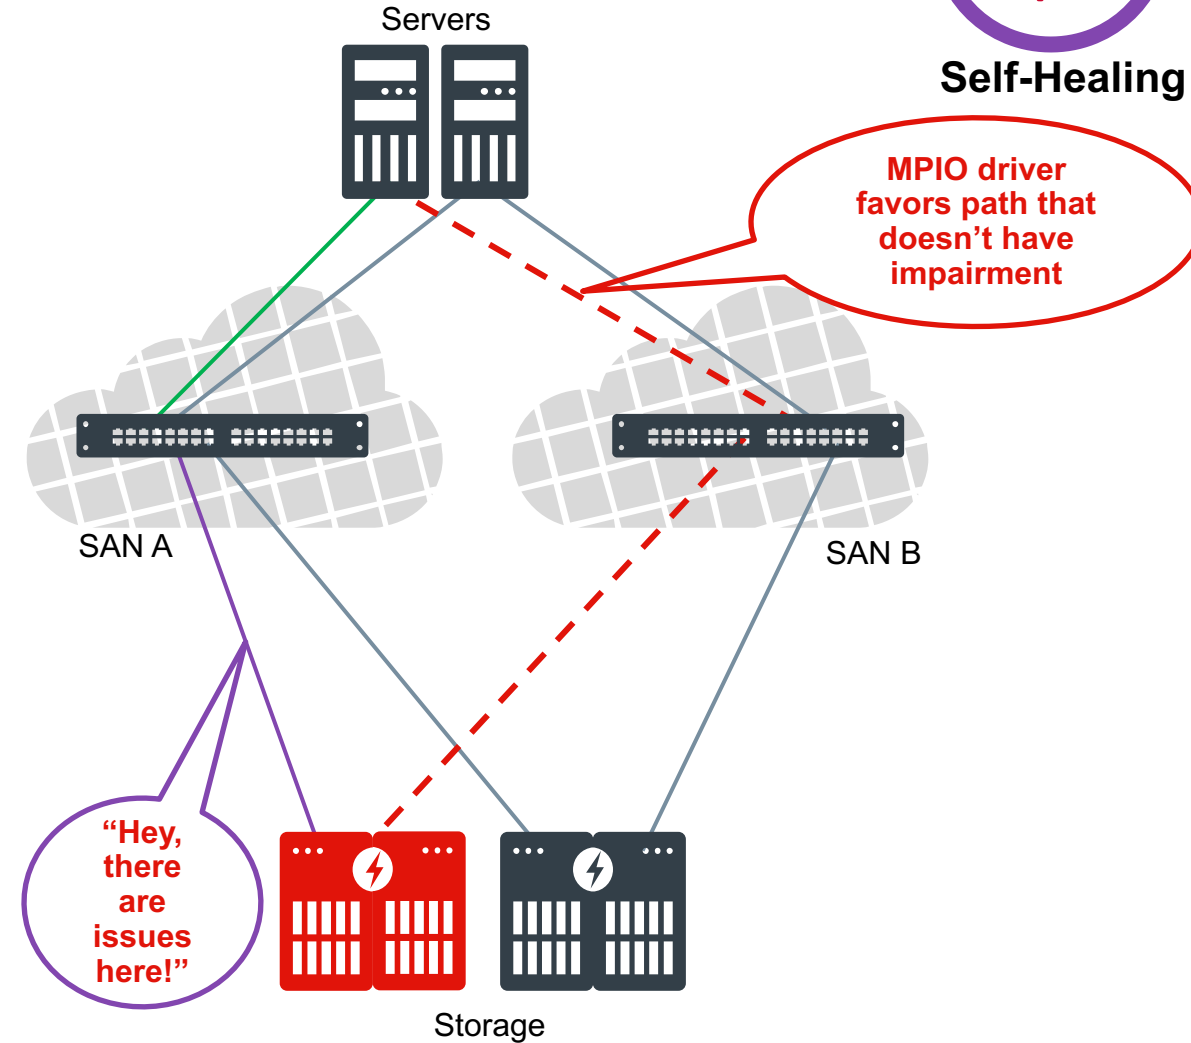 Servers
Self-Healing
MPIO driver
favors path that
doesn’t have
impairment
SAN A
SAN B
“Hey,
there
are
issues
here!”
Storage